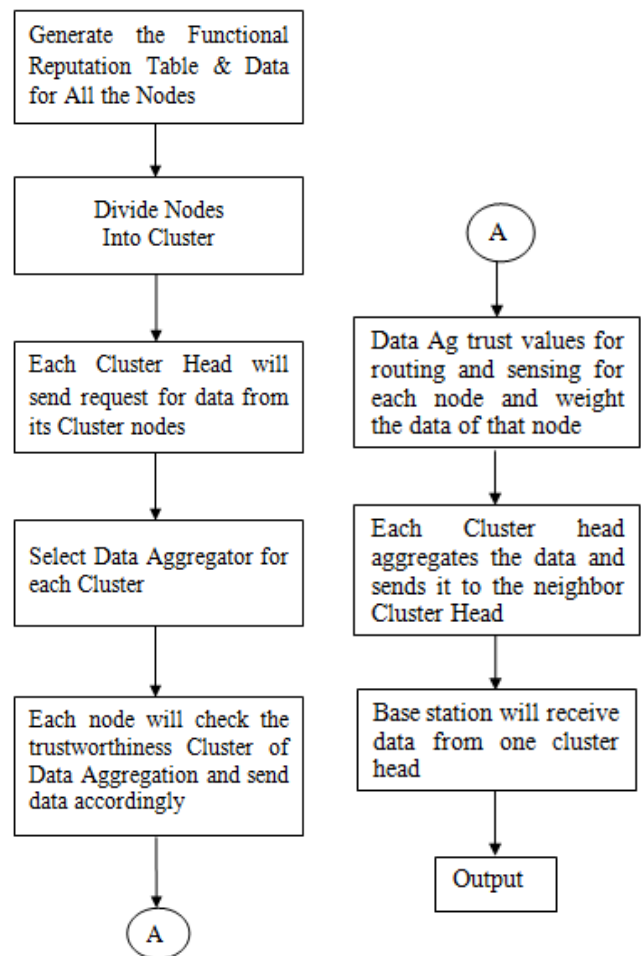 Generate the Functional
Reputation Table & Data
for All the Nodes
Divide Nodes
Into Cluster
Each Cluster Head will
send request for data from
its Cluster nodes
Select Data Aggregator for
each Cluster
Each node will check the
trustworthiness Cluster of
Data Aggregation and send
data accordingly
A
A
Data Ag trust values for
routing and sensing for
each node and weight
the data of that node
Each Cluster head
aggregates the data and
sends it to the neighbor
Cluster Head
Base station will receive
data from one cluster
head
Output